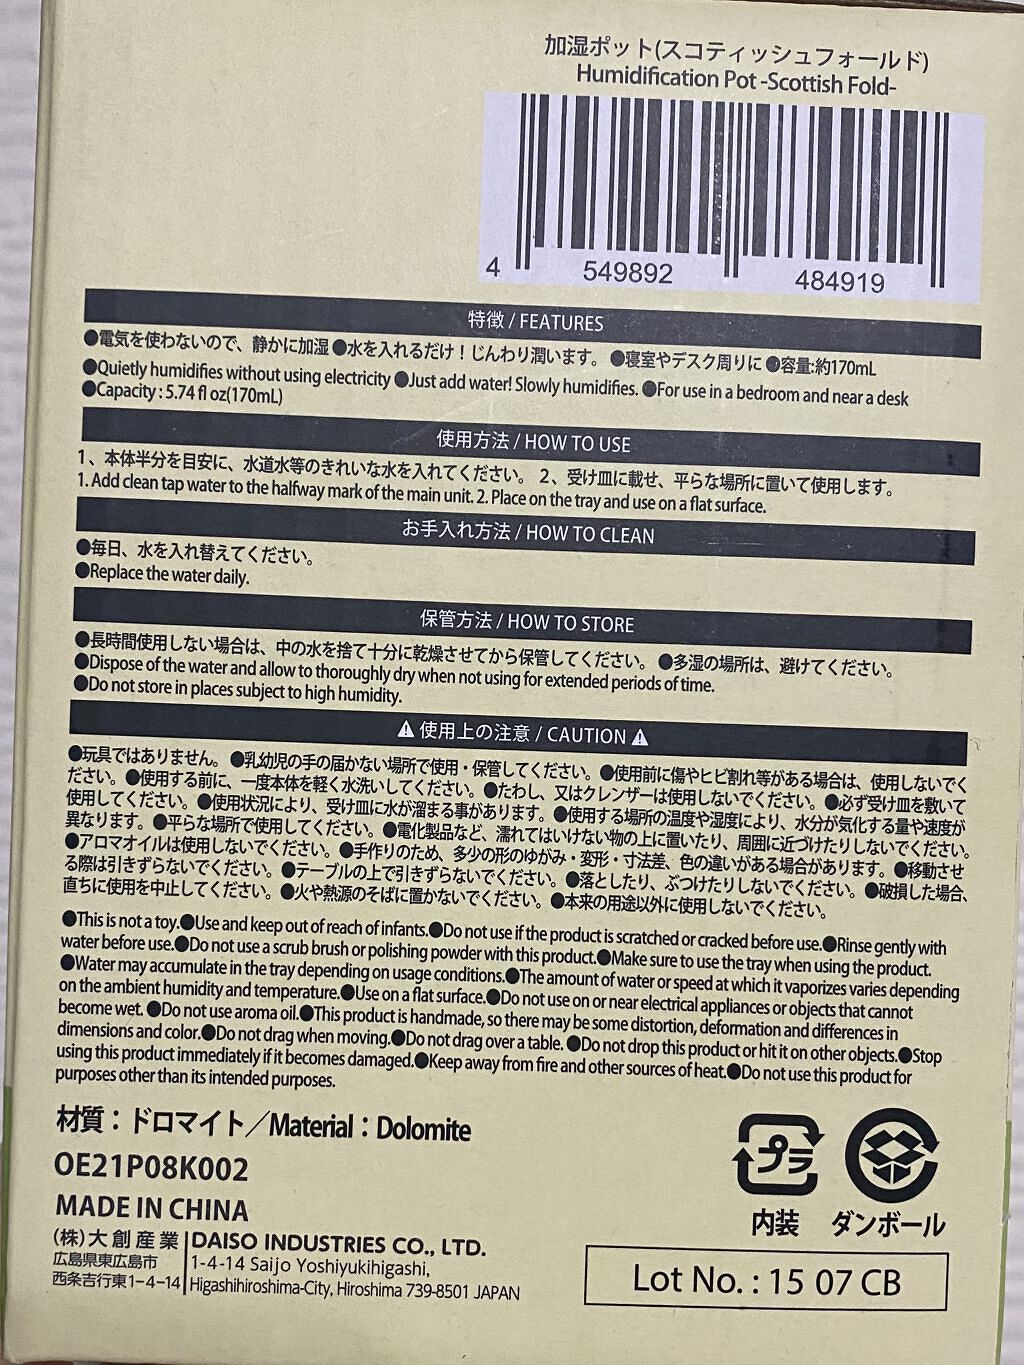 加湿ポット(スコティッシュフォールド)
Humidification Pot -Scottish Fold-
4 549892 484919
特徴 / FEATURES
●電気を使わないので、静かに加湿 ●水を入れるだけ！じんわり潤います。 ●寝室やデスク周りに ●容量:約170mL
●Quietly humidifies without using electricity ●Just add water! Slowly humidifies. ●For use in a bedroom and near a desk
●Capacity : 5.74 fl oz(170mL)
使用方法 / HOW TO USE
1、本体半分を目安に、水道水等のきれいな水を入れてください。 2、受け皿に載せ、平らな場所に置いて使用します。
1. Add clean tap water to the halfway mark of the main unit. 2. Place on the tray and use on a flat surface.
お手入れ方法 / HOW TO CLEAN
●毎日、水を入れ替えてください。
●Replace the water daily.
保管方法 / HOW TO STORE
●長時間使用しない場合は、中の水を捨て十分に乾燥させてから保管してください。 ●多湿の場所は、避けてください。
●Dispose of the water and allow to thoroughly dry when not using for extended periods of time.
●Do not store in places subject to high humidity.
⚠ 使用上の注意 / CAUTION ⚠
●玩具ではありません。●乳幼児の手の届かない場所で使用・保管してください。●使用前に傷やヒビ割れ等がある場合は、使用しないでく
ださい。●使用する前に、一度本体を軽く水洗いしてください。●たわし、又はクレンザーは使用しないでください。●必ず受け皿を敷いて
使用してください。●使用状況により、受け皿に水が溜まる事があります。●使用する場所の温度や湿度により、水分が気化する量や速度が
異なります。●平らな場所で使用してください。●電化製品など、濡れてはいけない物の上に置いたり、周囲に近づけたりしないでください。
●アロマオイルは使用しないでください。●手作りのため、多少の形のゆがみ・変形・寸法差、色の違いがある場合があります。●移動させ
る際は引きずらないでください。●テーブルの上で引きずらないでください。●落としたり、ぶつけたりしないでください。●破損した場合、
直ちに使用を中止してください。●火や熱源のそばに置かないでください。●本来の用途以外に使用しないでください。
●This is not a toy.●Use and keep out of reach of infants.●Do not use if the product is scratched or cracked before use.●Rinse gently with
water before use.●Do not use a scrub brush or polishing powder with this product.●Make sure to use the tray when using the product.
●Water may accumulate in the tray depending on usage conditions.●The amount of water or speed at which it vaporizes varies depending
on the ambient humidity and temperature.●Use on a flat surface.●Do not use on or near electrical appliances or objects that cannot
become wet. ●Do not use aroma oil.●This product is handmade, so there may be some distortion, deformation and differences in
dimensions and color.●Do not drag when moving.●Do not drag over a table. ●Do not drop this product or hit it on other objects.●Stop
using this product immediately if it becomes damaged.●Keep away from fire and other sources of heat.●Do not use this product for
purposes other than its intended purposes.
材質：ドロマイト／Material：Dolomite
OE21P08K002
MADE IN CHINA
(株)大創産業
広島県東広島市
西条吉行東1-4-14
DAISO INDUSTRIES CO., LTD.
1-4-14 Saijo Yoshiyukihigashi,
Higashihiroshima-City, Hiroshima 739-8501 JAPAN
プラ
内装
ダンボール
Lot No. : 15 07 CB